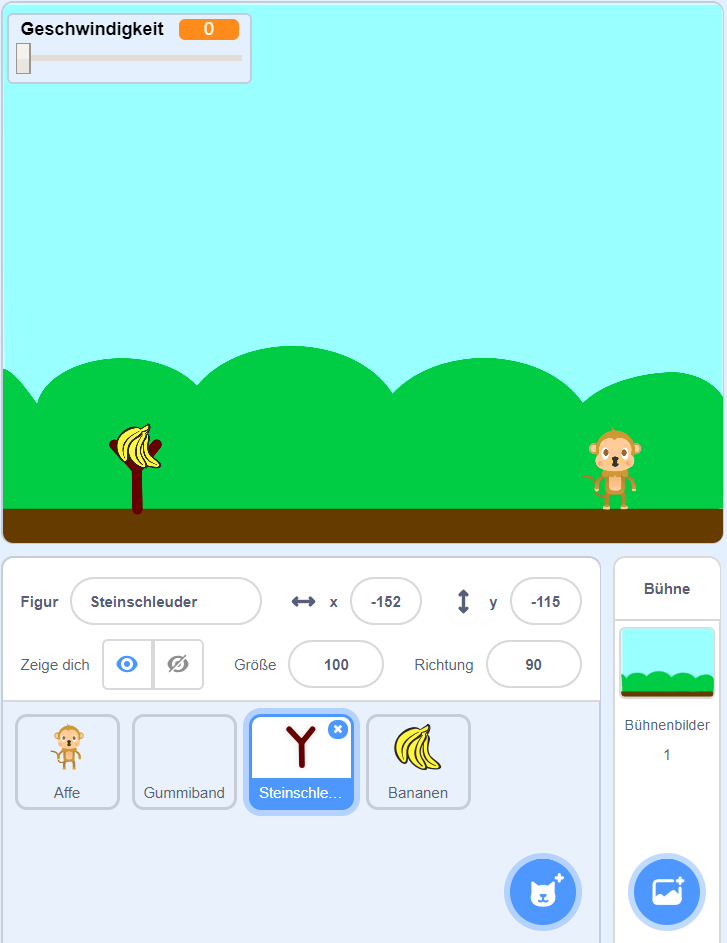 Geschwindigkeit 0
Figur Steinschleuder x -152 y -115
Zeige dich Größe 100 Richtung 90
Affe Gummiband Steinschle... Bananen
Bühne
Bühnenbilder
1